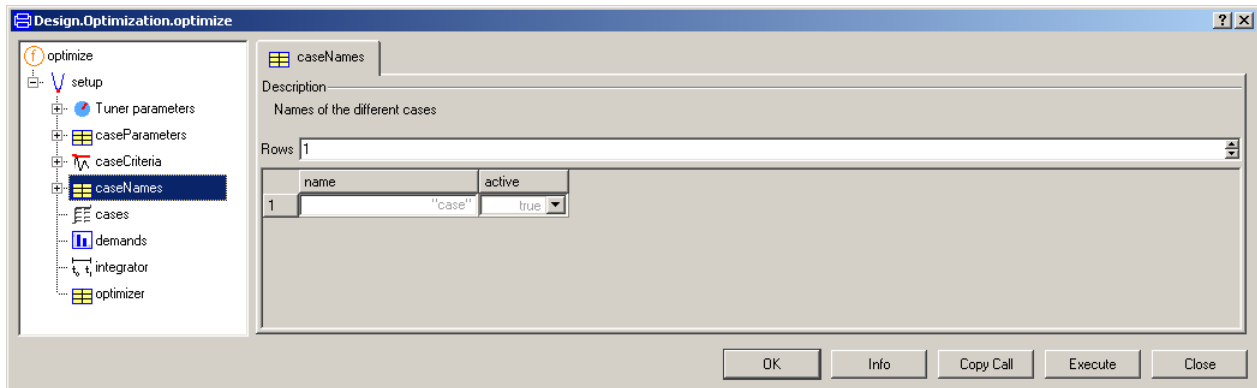 Design.Optimization.optimize
optimize
setup
Tuner parameters
caseParameters
caseCriteria
caseNames
cases
demands
integrator
optimizer
caseNames
Description
Names of the different cases
Rows 1
name active
1 "case" true
OK Info Copy Call Execute Close